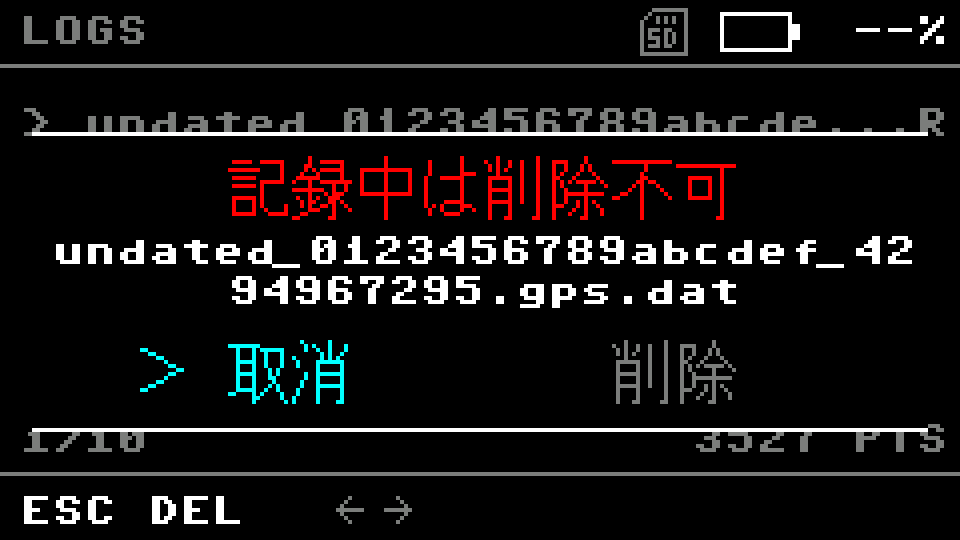 LOGS SD --%
> undated_0123456789abcde...R
記録中は削除不可
undated_0123456789abcdef_42
94967295.gps.dat
> 取消 削除
1/10 3527 PTS
ESC DEL ←→